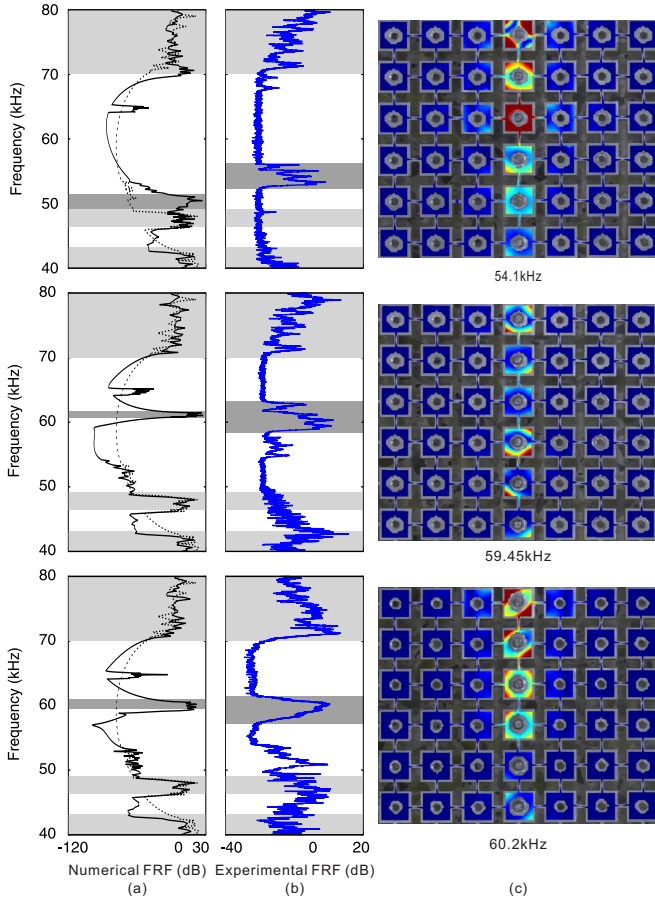 80
70
60
50
40
Frequency (kHz)
54.1kHz
80
70
60
50
40
Frequency (kHz)
59.45kHz
80
70
60
50
40
Frequency (kHz)
60.2kHz
-120 0 30
-40 -20 0 20
Numerical FRF (dB)
Experimental FRF (dB)
(a)
(b)
(c)